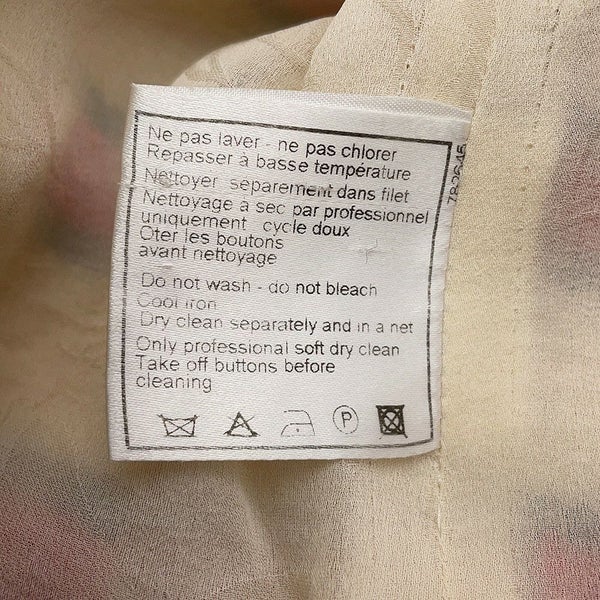 Ne pas laver - ne pas chlorer
Repasser à basse température
Nettoyer separement dans filet
Nettoyage à sec par professionnel
uniquement cycle doux
Oter les boutons
avant nettoyage
Do not wash - do not bleach
Cool iron
Dry clean separately and in a net
Only professional soft dry clean
Take off buttons before
cleaning
P